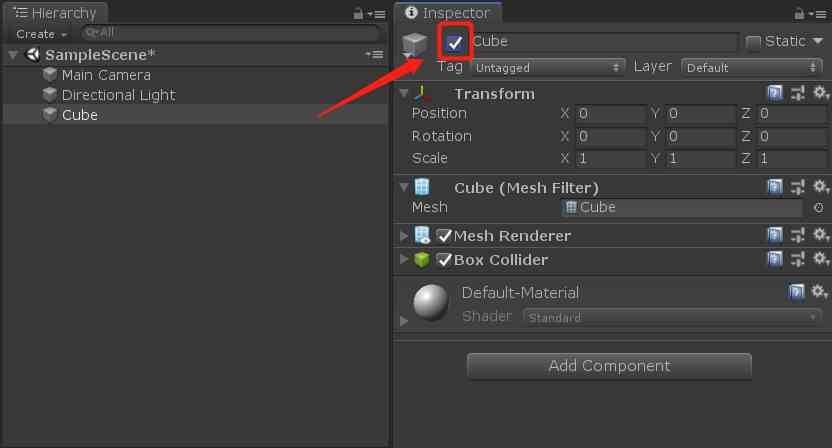 Hierarchy
Create
All
SampleScene*
Main Camera
Directional Light
Cube
Inspector
Cube
Static
Tag Untagged Layer Default
Transform
Position X 0 Y 0 Z 0
Rotation X 0 Y 0 Z 0
Scale X 1 Y 1 Z 1
Cube (Mesh Filter)
Mesh Cube
Mesh Renderer
Box Collider
Default-Material
Shader Standard
Add Component